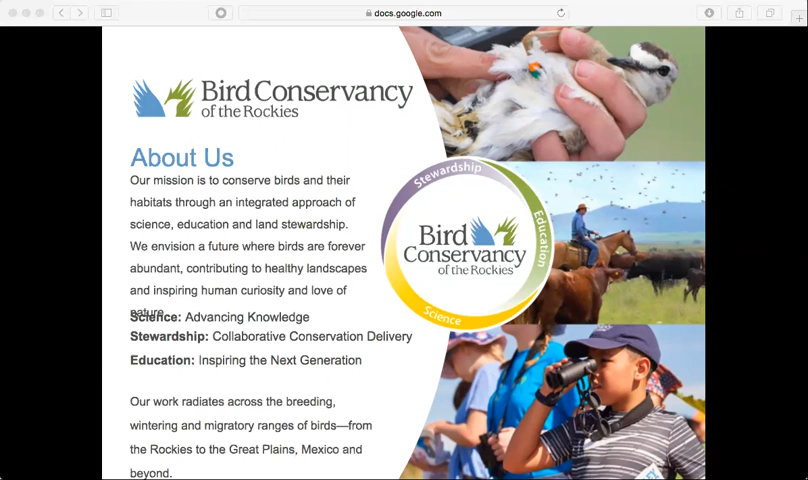 docs.google.com
Bird Conservancy
of the Rockies
About Us
Our mission is to conserve birds and their
habitats through an integrated approach of
science, education and land stewardship.
We envision a future where birds are forever
abundant, contributing to healthy landscapes
and inspiring human curiosity and love of
nature.
Science: Advancing Knowledge
Stewardship: Collaborative Conservation Delivery
Education: Inspiring the Next Generation
Our work radiates across the breeding,
wintering and migratory ranges of birds—from
the Rockies to the Great Plains, Mexico and
beyond.
Stewardship
Education
Bird
Conservancy
of the Rockies
Science